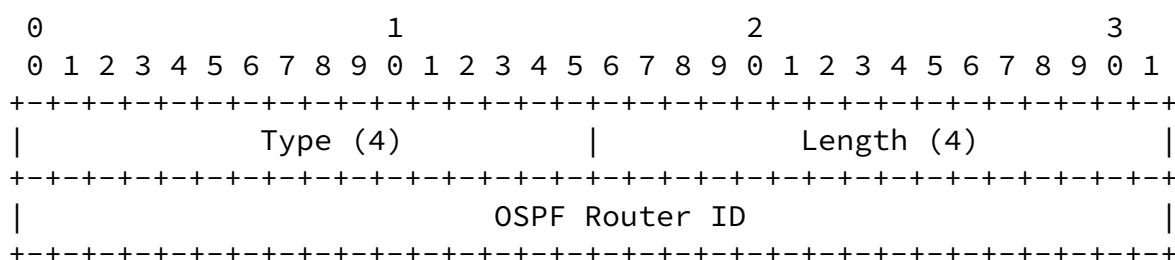 0                   1                   2                   3
 0 1 2 3 4 5 6 7 8 9 0 1 2 3 4 5 6 7 8 9 0 1 2 3 4 5 6 7 8 9 0 1
+-+-+-+-+-+-+-+-+-+-+-+-+-+-+-+-+-+-+-+-+-+-+-+-+-+-+-+-+-+-+-+-+
|             Type (4)          |           Length (4)          |
+-+-+-+-+-+-+-+-+-+-+-+-+-+-+-+-+-+-+-+-+-+-+-+-+-+-+-+-+-+-+-+-+
|                          OSPF Router ID                       |
+-+-+-+-+-+-+-+-+-+-+-+-+-+-+-+-+-+-+-+-+-+-+-+-+-+-+-+-+-+-+-+-+